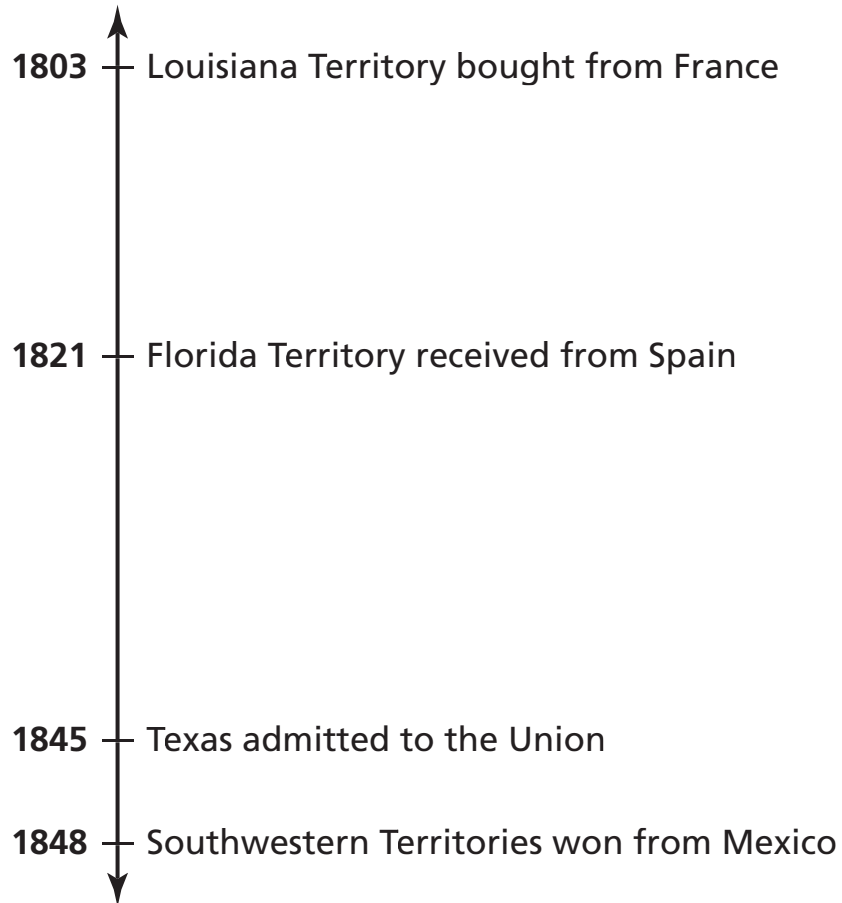 1803 Louisiana Territory bought from France
1821 Florida Territory received from Spain
1845 Texas admitted to the Union
1848 Southwestern Territories won from Mexico